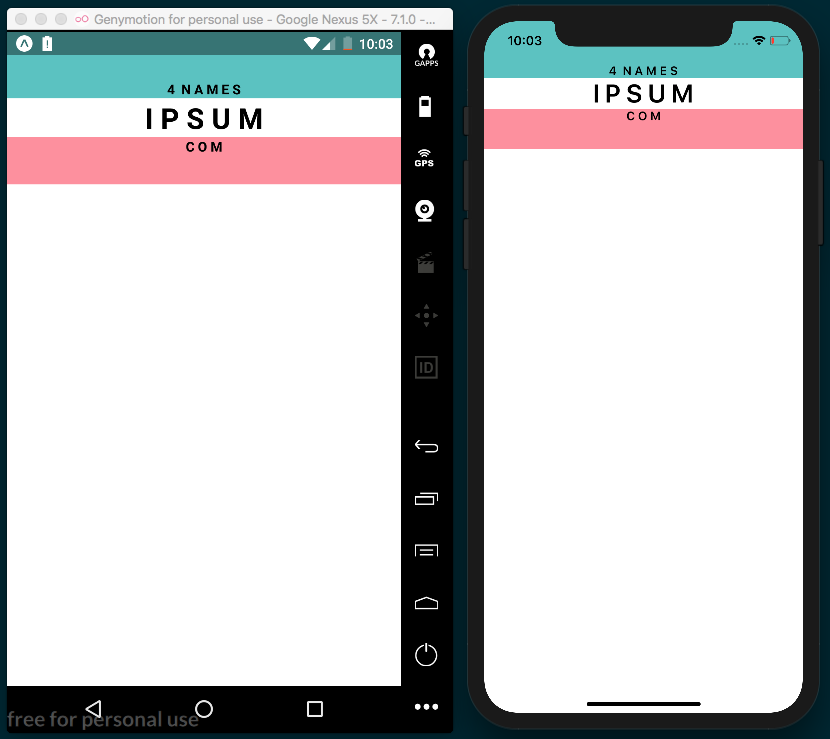 Genymotion for personal use - Google Nexus 5X - 7.1.0 -...
10:03
4 NAMES
IPSUM
COM
GAPPS
GPS
ID
free for personal use
10:03
4 NAMES
IPSUM
COM